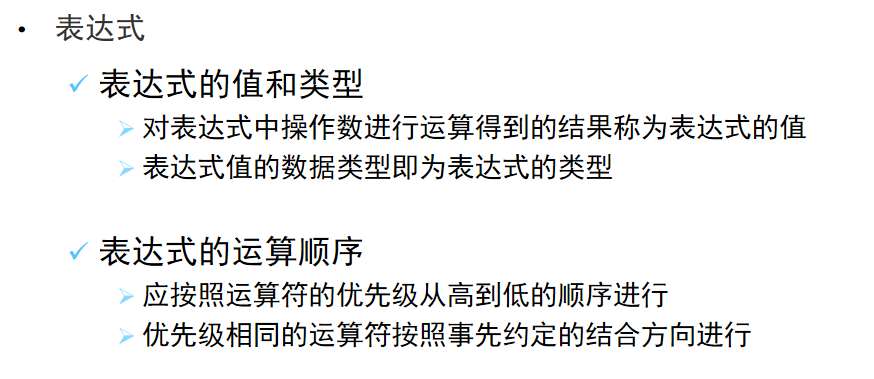 • 表达式
✓ 表达式的值和类型
➢ 对表达式中操作数进行运算得到的结果称为表达式的值
➢ 表达式值的数据类型即为表达式的类型
✓ 表达式的运算顺序
➢ 应按照运算符的优先级从高到低的顺序进行
➢ 优先级相同的运算符按照事先约定的结合方向进行